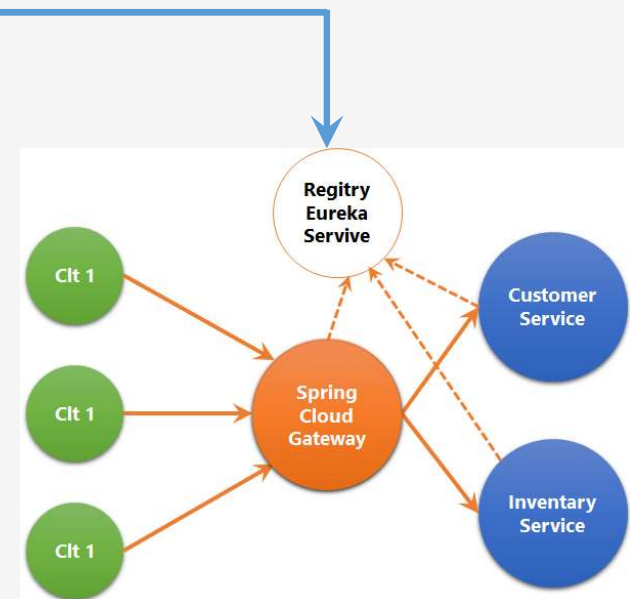 Regitry
Eureka
Servive
Clt 1
Customer
Service
Spring
Cloud
Gateway
Clt 1
Inventary
Service
Clt 1